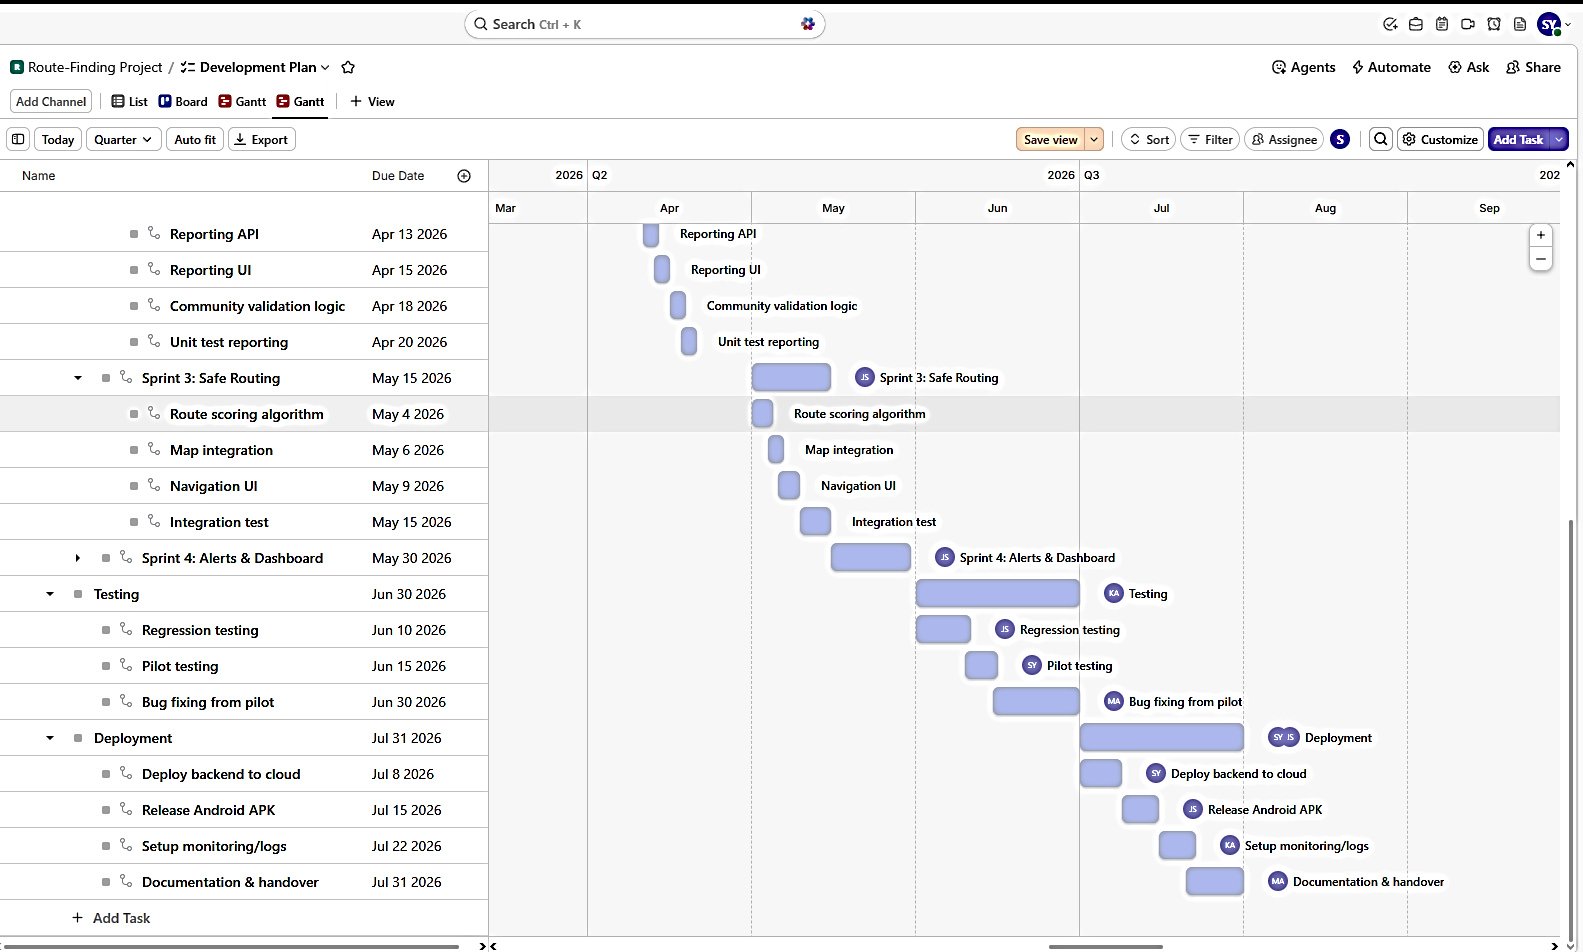 Search Ctrl + K
SY
Route-Finding Project / Development Plan
Agents Automate Ask Share
Add Channel List Board Gantt Gantt + View
Today Quarter Auto fit Export Save view Sort Filter Assignee S Customize Add Task
Name Due Date 2026 Q2 2026 Q3 202
Mar Apr May Jun Jul Aug Sep
Reporting API Apr 13 2026 Reporting API
Reporting UI Apr 15 2026 Reporting UI
Community validation logic Apr 18 2026 Community validation logic
Unit test reporting Apr 20 2026 Unit test reporting
Sprint 3: Safe Routing May 15 2026 JS Sprint 3: Safe Routing
Route scoring algorithm May 4 2026 Route scoring algorithm
Map integration May 6 2026 Map integration
Navigation UI May 9 2026 Navigation UI
Integration test May 15 2026 Integration test
Sprint 4: Alerts & Dashboard May 30 2026 JS Sprint 4: Alerts & Dashboard
Testing Jun 30 2026 KA Testing
Regression testing Jun 10 2026 JS Regression testing
Pilot testing Jun 15 2026 SY Pilot testing
Bug fixing from pilot Jun 30 2026 MA Bug fixing from pilot
Deployment Jul 31 2026 SY JS Deployment
Deploy backend to cloud Jul 8 2026 SY Deploy backend to cloud
Release Android APK Jul 15 2026 JS Release Android APK
Setup monitoring/logs Jul 22 2026 KA Setup monitoring/logs
Documentation & handover Jul 31 2026 MA Documentation & handover
+ Add Task